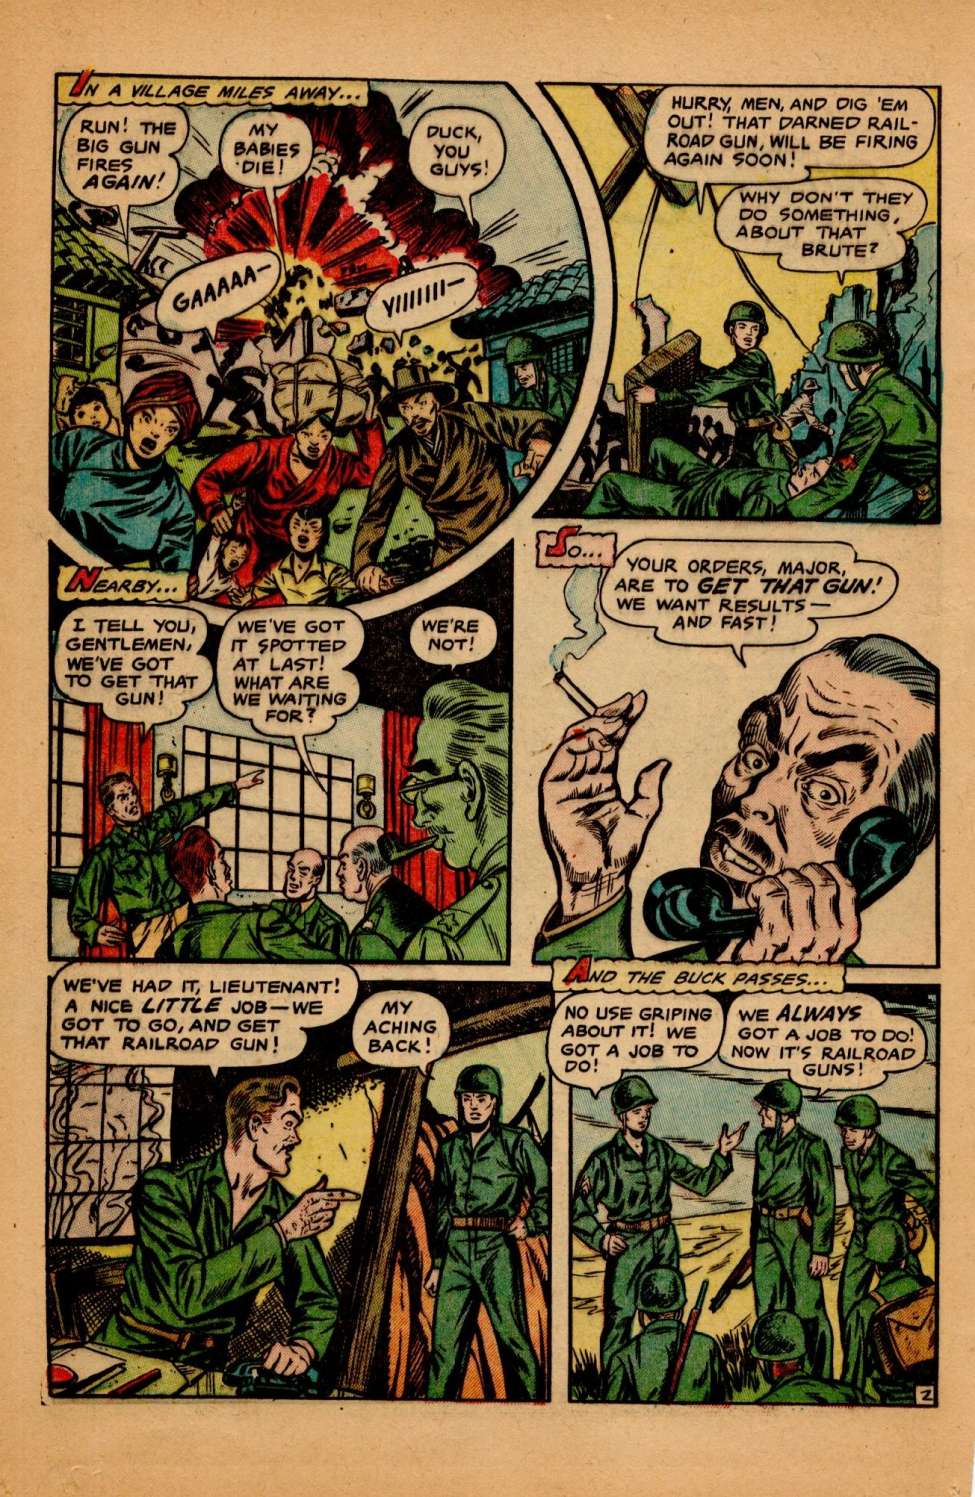 IN A VILLAGE MILES AWAY...
RUN! THE
BIG GUN
FIRES
AGAIN!
MY
BABIES
DIE!
DUCK,
YOU
GUYS!
GAAAAA—
YIIIIIII—
HURRY, MEN, AND DIG 'EM
OUT! THAT DARNED RAIL-
ROAD GUN, WILL BE FIRING
AGAIN SOON!
WHY DON'T THEY
DO SOMETHING,
ABOUT THAT
BRUTE?
NEARBY...
I TELL YOU,
GENTLEMEN,
WE'VE GOT
TO GET THAT
GUN!
WE'VE GOT
IT SPOTTED
AT LAST!
WHAT ARE
WE WAITING
FOR?
WE'RE
NOT!
SO...
YOUR ORDERS, MAJOR,
ARE TO GET THAT GUN!
WE WANT RESULTS—
AND FAST!
WE'VE HAD IT, LIEUTENANT!
A NICE LITTLE JOB—WE
GOT TO GO, AND GET
THAT RAILROAD GUN!
MY
ACHING
BACK!
AND THE BUCK PASSES...
NO USE GRIPING
ABOUT IT! WE
GOT A JOB TO
DO!
WE ALWAYS
GOT A JOB TO DO!
NOW IT'S RAILROAD
GUNS!
2